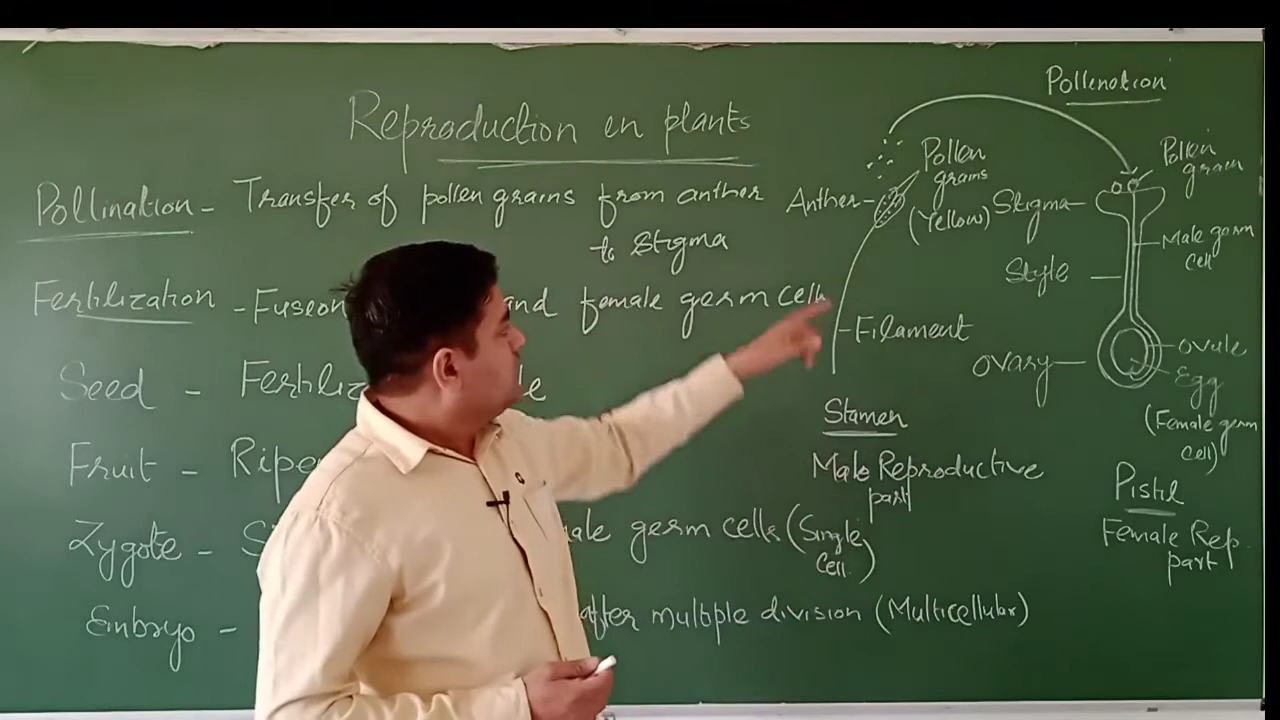 Pollenation
Reproduction in plants
Pollination - Transfer of pollen grains from anther
to Stigma
Fertilization - Fuseon and female germ cells
Seed - Fertiliz
Fruit - Ripe
Zygote - germ cells (Single
cell)
Embryo - after multiple division (Multicellular)
Pollen
grains
(Yellow)
Anther
Filament
Stamen
Male Reproductive
part
Pollen
grain
Stigma
Male germ
cell
Style
Ovary
Ovule
Egg
(Female germ
cell)
Pistil
Female Rep.
part